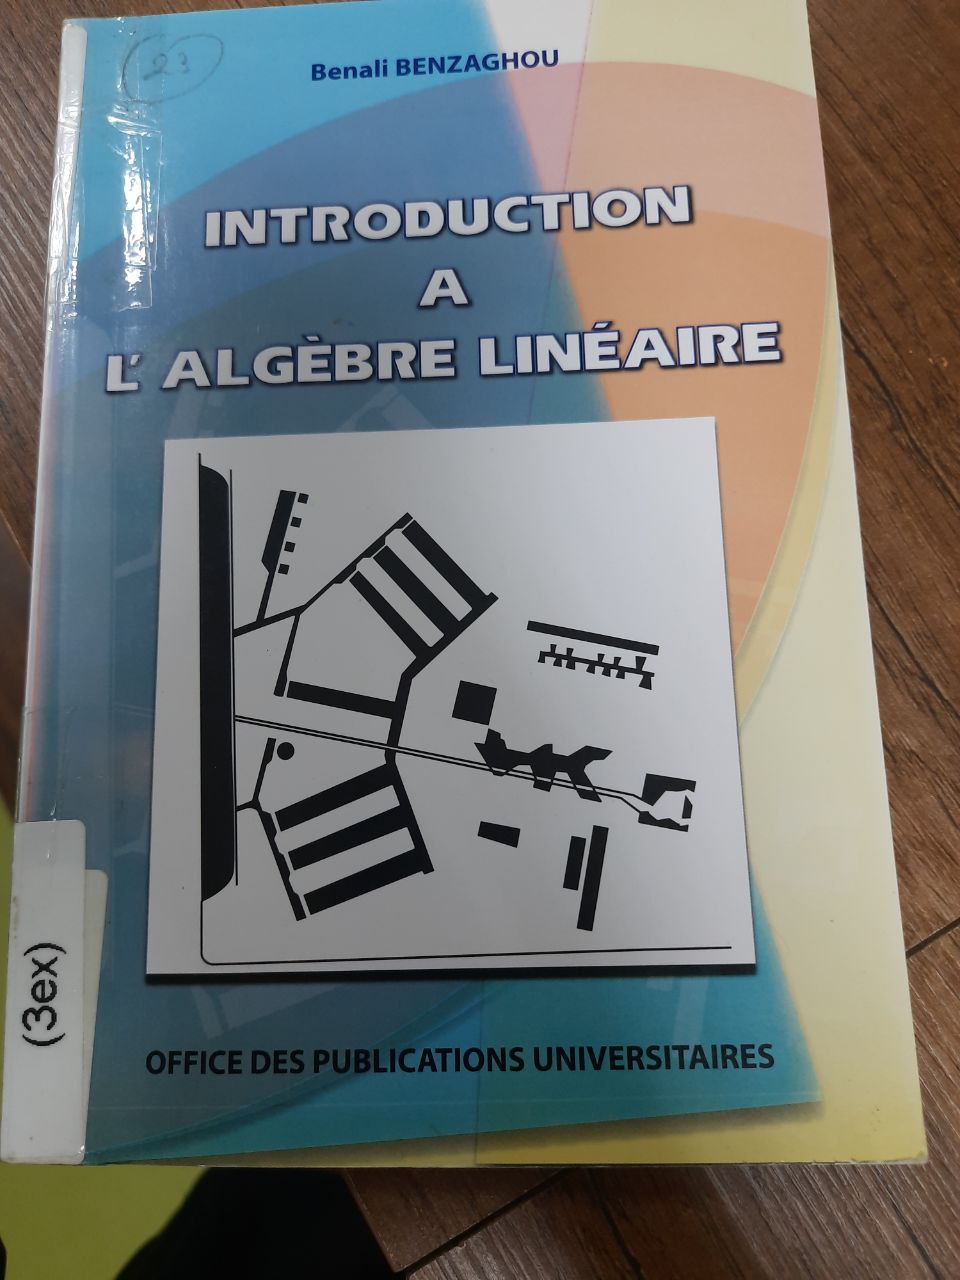 23
Benali BENZAGHOU
INTRODUCTION
A
L' ALGÈBRE LINÉAIRE
(3ex)
OFFICE DES PUBLICATIONS UNIVERSITAIRES